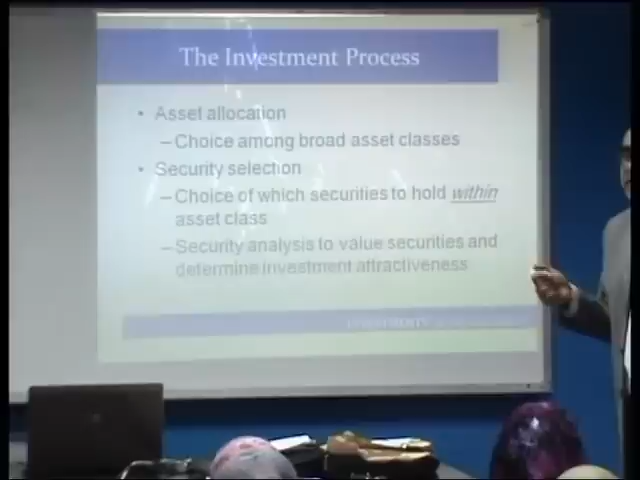 The Investment Process
• Asset allocation
– Choice among broad asset classes
• Security selection
– Choice of which securities to hold within
asset class
– Security analysis to value securities and
determine investment attractiveness